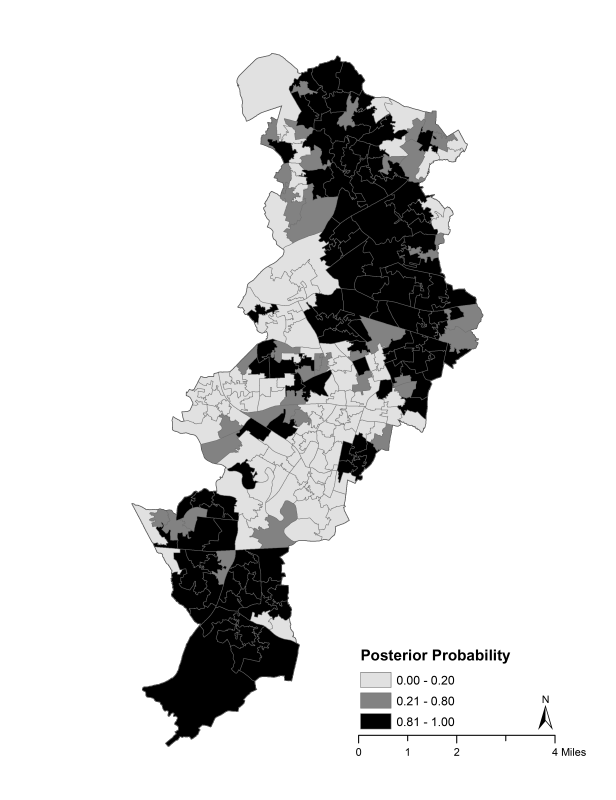 Posterior Probability
0.00 - 0.20
0.21 - 0.80
0.81 - 1.00
N
0 1 2 4 Miles